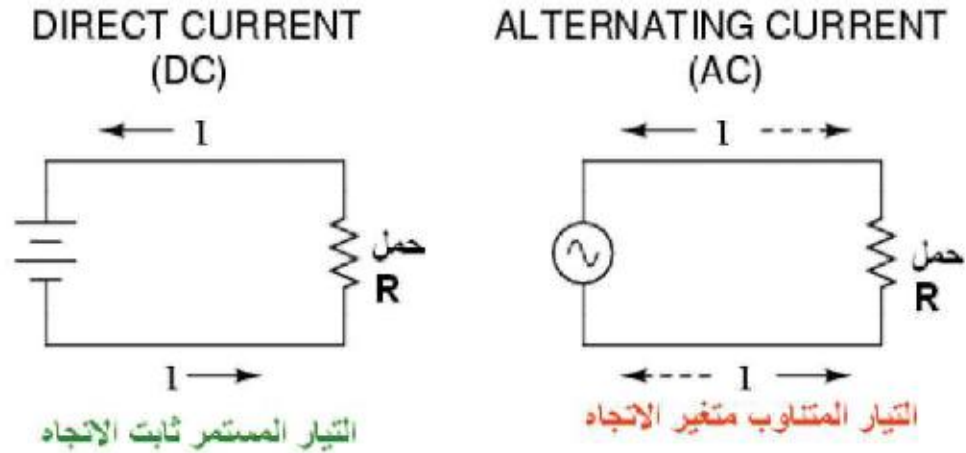 DIRECT CURRENT
(DC)
I
حمل
R
I
التيار المستمر ثابت الاتجاه
ALTERNATING CURRENT
(AC)
I
حمل
R
I
التيار المتناوب متغير الاتجاه